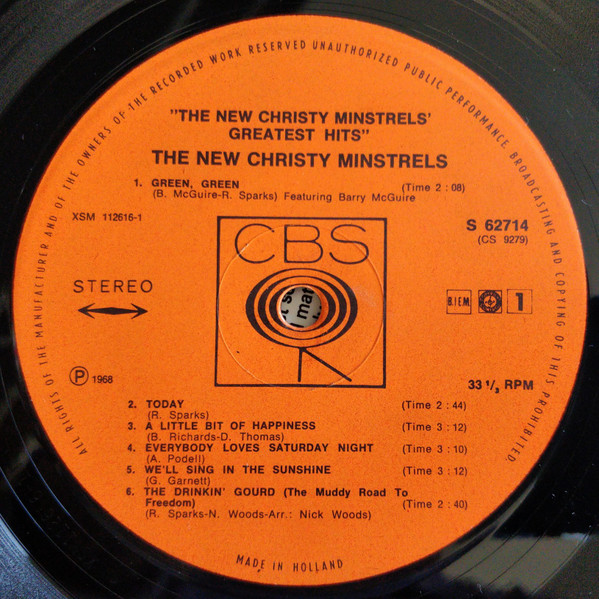 ALL RIGHTS OF THE MANUFACTURER AND OF THE OWNERS OF THE RECORDED WORK RESERVED UNAUTHORIZED PUBLIC PERFORMANCE, BROADCASTING AND COPYING OF THIS PROHIBITED.
"THE NEW CHRISTY MINSTRELS'
GREATEST HITS"
THE NEW CHRISTY MINSTRELS
1. GREEN, GREEN (Time 2 : 08)
(B. McGuire-R. Sparks) Featuring Barry McGuire
XSM 112616-1
S 62714
(CS 9279)
CBS
STEREO
B.I.E.M
1
℗ 1968
33 1/3 RPM
2. TODAY (Time 2 : 44)
(R. Sparks)
3. A LITTLE BIT OF HAPPINESS (Time 3 : 12)
(B. Richards-D. Thomas)
4. EVERYBODY LOVES SATURDAY NIGHT (Time 3 : 10)
(A. Podell)
5. WE'LL SING IN THE SUNSHINE (Time 3 : 12)
(G. Garnett)
6. THE DRINKIN' GOURD (The Muddy Road To
Freedom) (Time 2 : 40)
(R. Sparks-N. Woods-Arr.: Nick Woods)
MADE IN HOLLAND